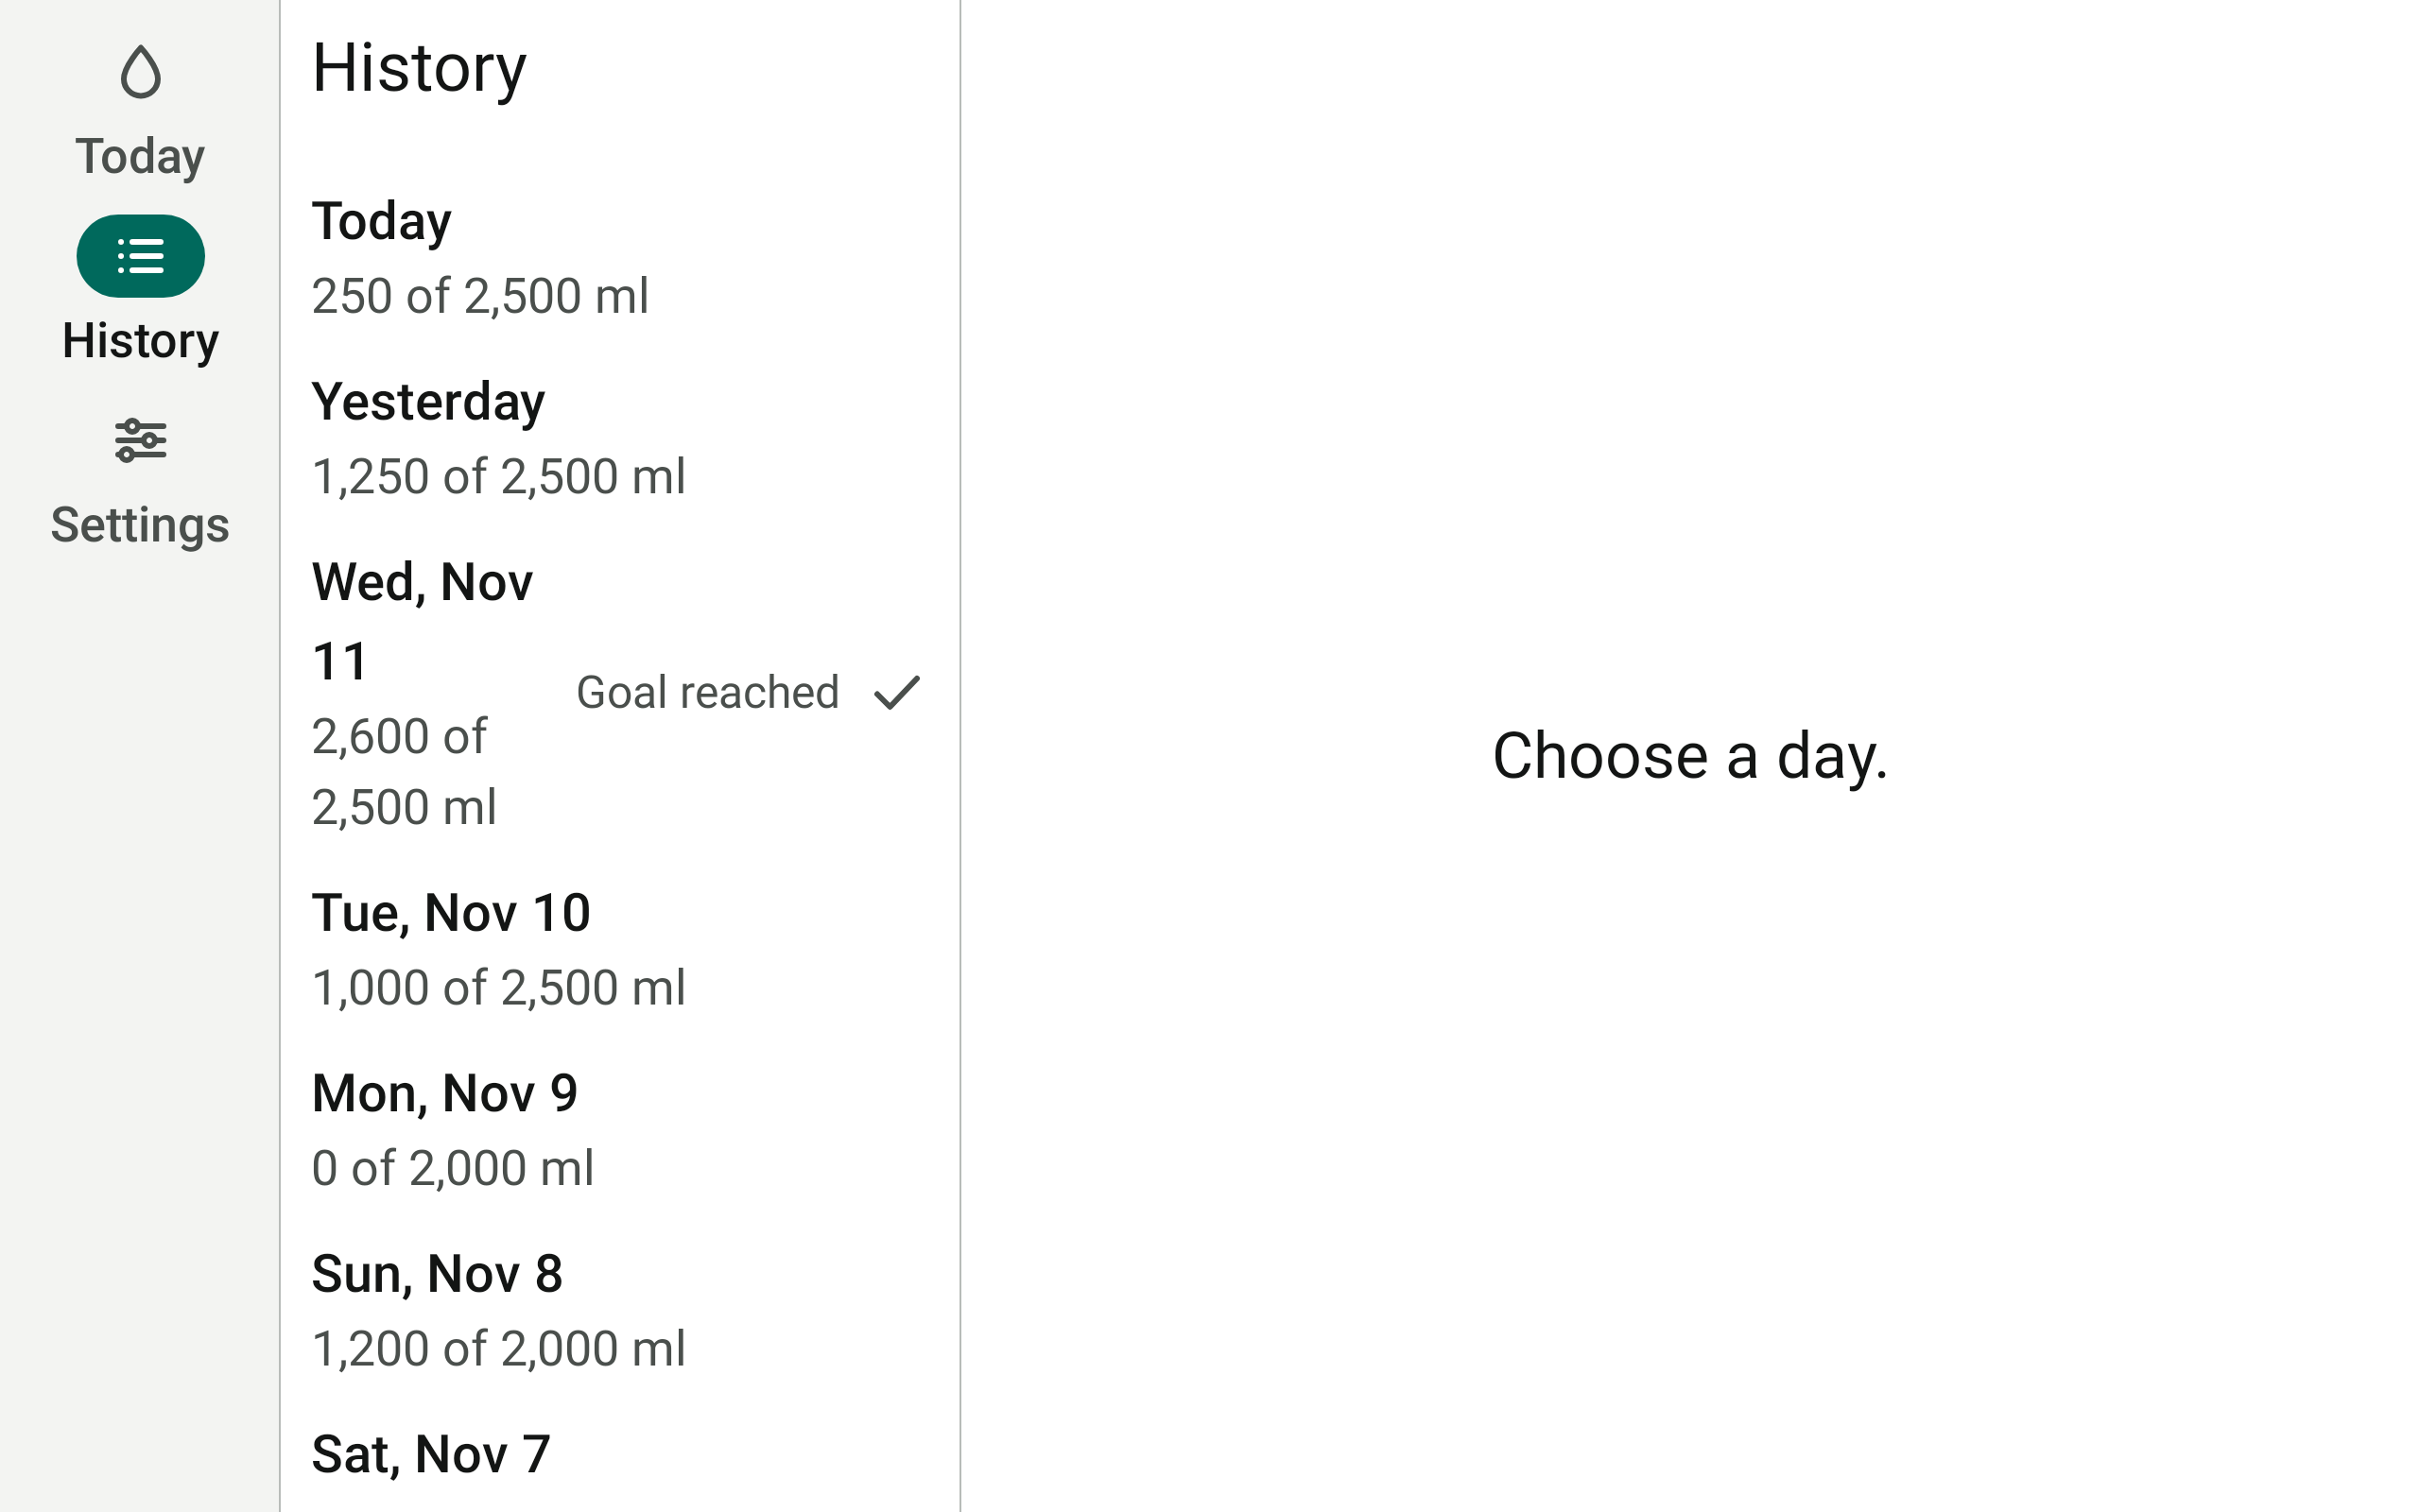 Today
History
Settings
History
Today
250 of 2,500 ml
Yesterday
1,250 of 2,500 ml
Wed, Nov
11
2,600 of
2,500 ml
Goal reached
Tue, Nov 10
1,000 of 2,500 ml
Mon, Nov 9
0 of 2,000 ml
Sun, Nov 8
1,200 of 2,000 ml
Sat, Nov 7
Choose a day.